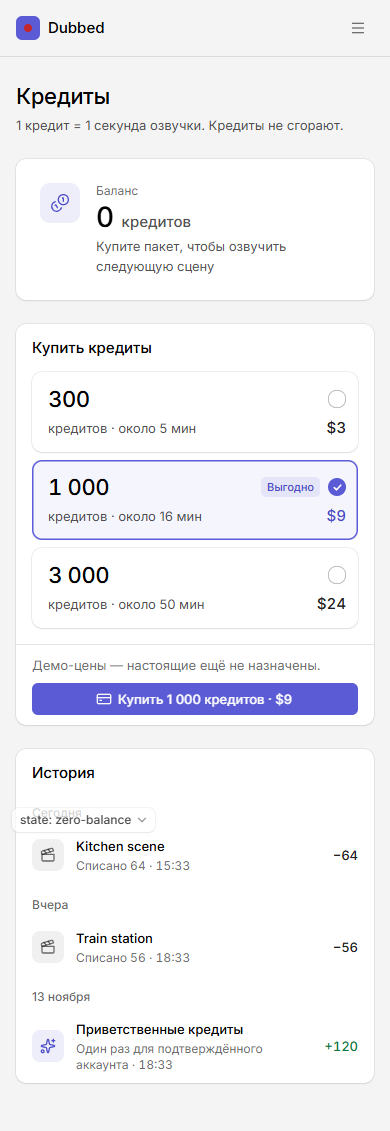 Dubbed
Кредиты
1 кредит = 1 секунда озвучки. Кредиты не сгорают.
Баланс
0 кредитов
Купите пакет, чтобы озвучить
следующую сцену
Купить кредиты
300
кредитов · около 5 мин
$3
1 000
Выгодно
кредитов · около 16 мин
$9
3 000
кредитов · около 50 мин
$24
Демо-цены — настоящие ещё не назначены.
Купить 1 000 кредитов · $9
История
Сегодня
state: zero-balance
Kitchen scene
Списано 64 · 15:33
−64
Вчера
Train station
Списано 56 · 18:33
−56
13 ноября
Приветственные кредиты
Один раз для подтверждённого
аккаунта · 18:33
+120